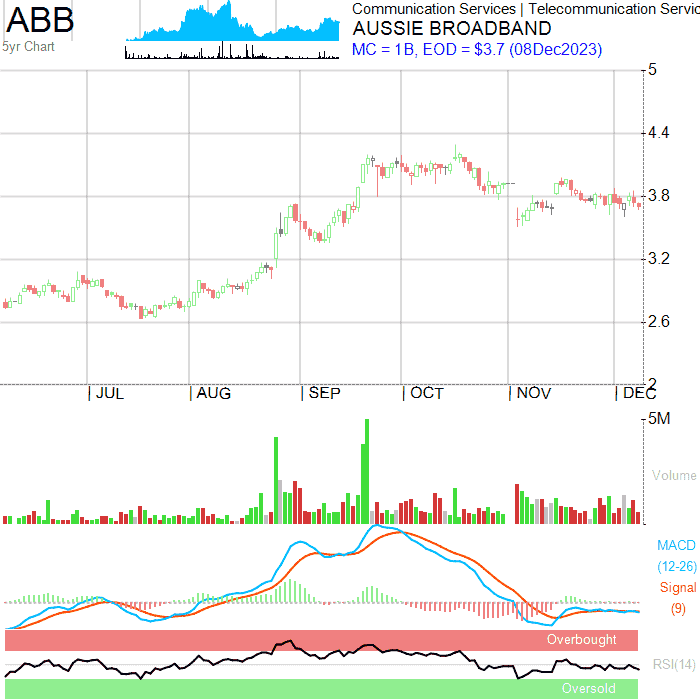 ABB
5yr Chart
Communication Services | Telecommunication Servic
AUSSIE BROADBAND
MC = 1B, EOD = $3.7 (08Dec2023)
5
4.4
3.8
3.2
2.6
2
| JUL | AUG | SEP | OCT | NOV | DEC
5M
Volume
MACD
(12-26)
Signal
(9)
Overbought
RSI(14)
Oversold